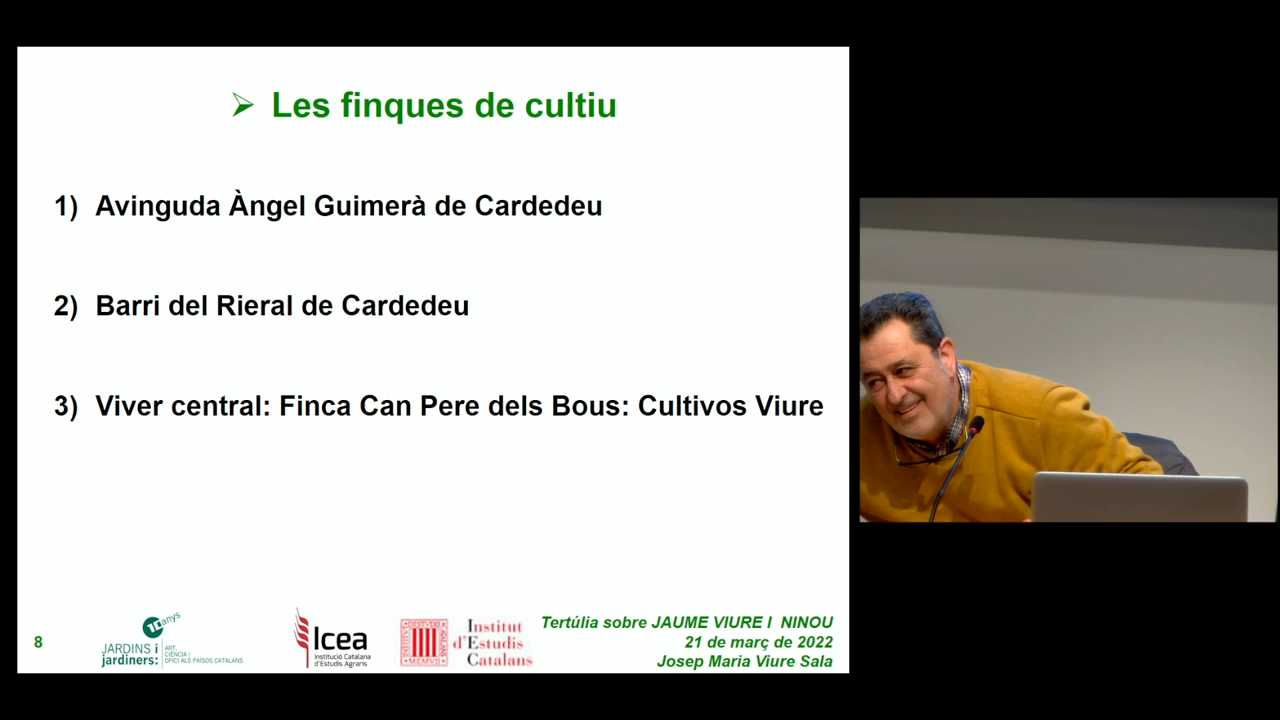 Les finques de cultiu
1) Avinguda Àngel Guimerà de Cardedeu
2) Barri del Rieral de Cardedeu
3) Viver central: Finca Can Pere dels Bous: Cultivos Viure
8
10 anys
JARDINS i
jardiners:
ART,
CIÈNCIA i
OFICI ALS PAÏSOS CATALANS
Icea
Institució Catalana
d'Estudis Agraris
Institut
d'Estudis
Catalans
Tertúlia sobre JAUME VIURE I NINOU
21 de març de 2022
Josep Maria Viure Sala